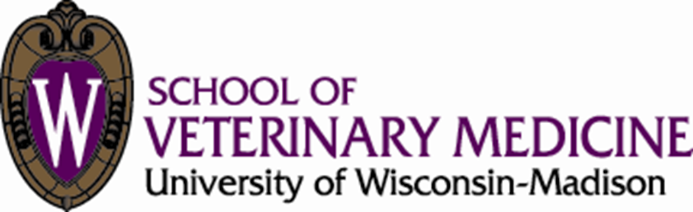 W
SCHOOL OF
VETERINARY MEDICINE
University of Wisconsin-Madison